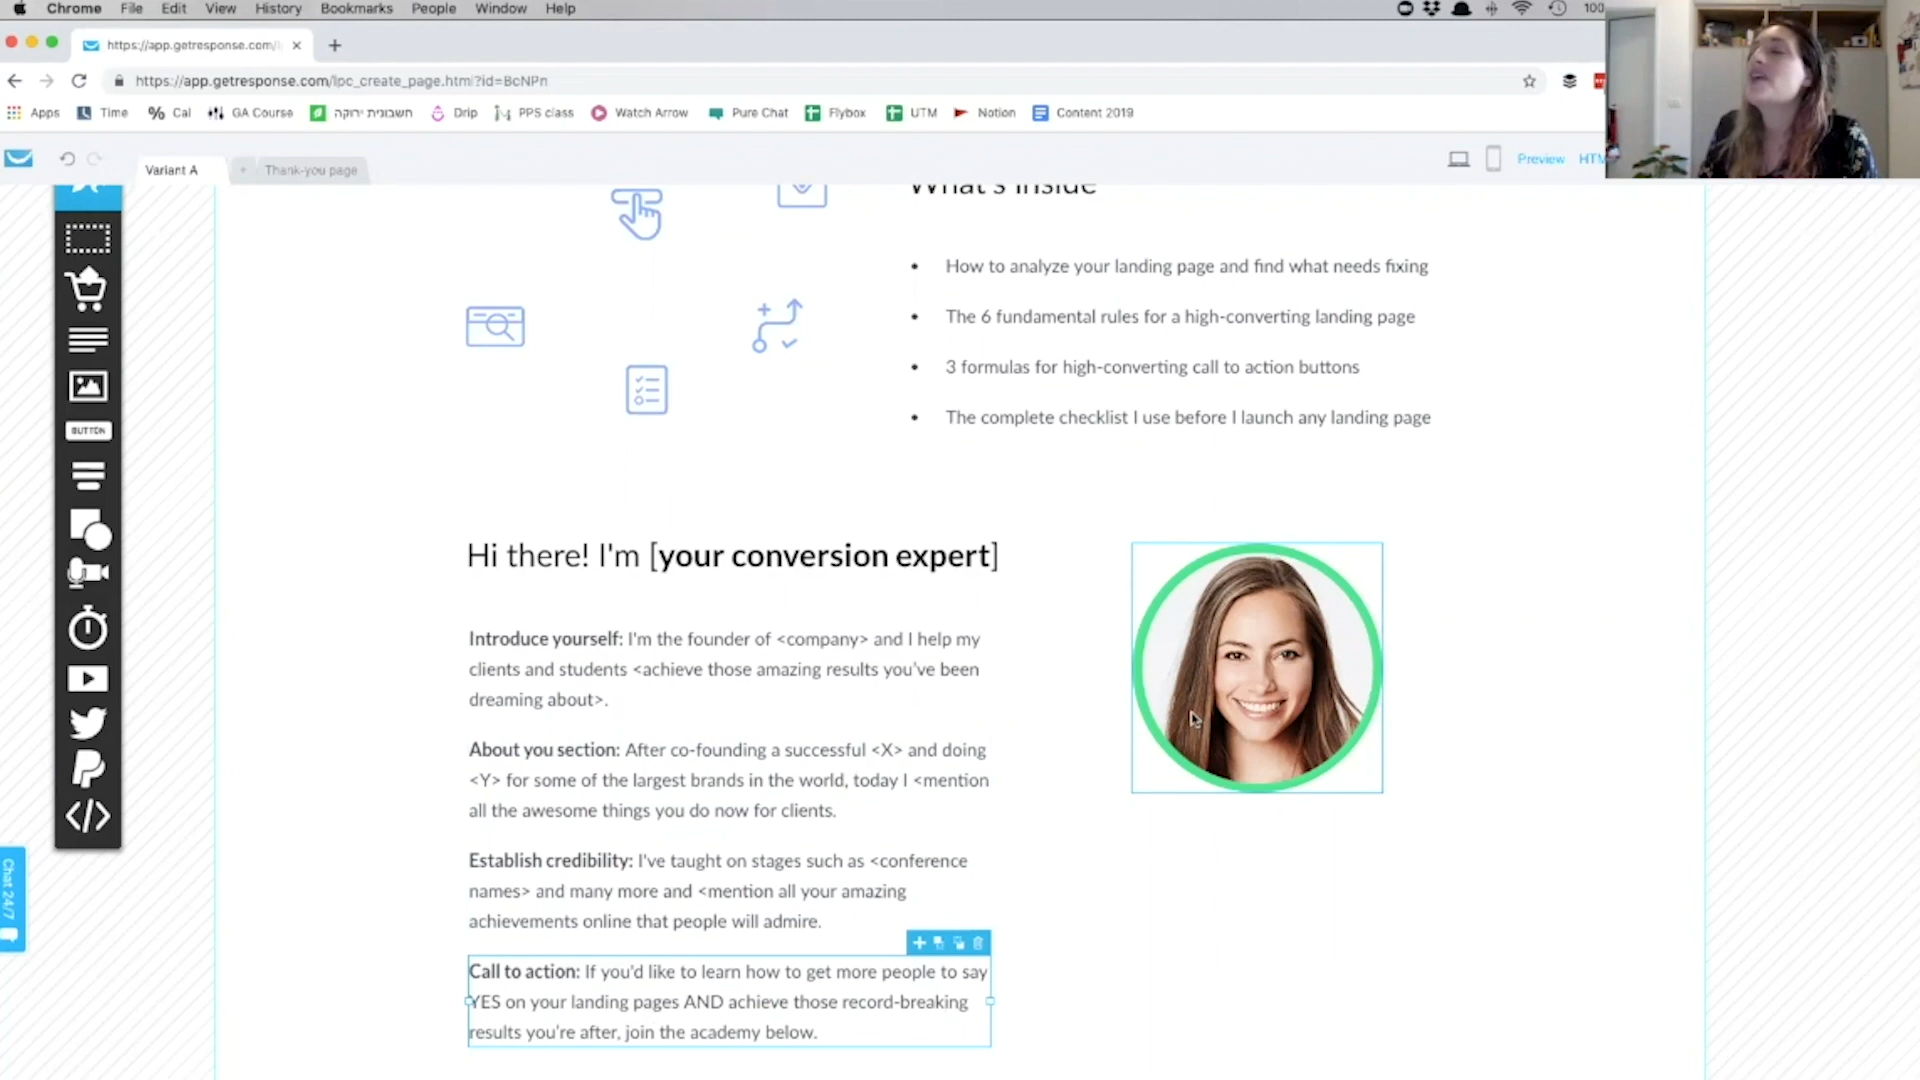 Chrome File Edit View History Bookmarks People Window Help
https://app.getresponse.com/
https://app.getresponse.com/lpc_create_page.html?id=BcNPn
Apps Time Cal GA Course חשבונית ירוקה Drip PPS class Watch Arrow Pure Chat Flybox UTM Notion Content 2019
Variant A + Thank-you page Preview
What's inside
• How to analyze your landing page and find what needs fixing
• The 6 fundamental rules for a high-converting landing page
• 3 formulas for high-converting call to action buttons
• The complete checklist I use before I launch any landing page
BUTTON
Hi there! I'm [your conversion expert]
Introduce yourself: I'm the founder of <company> and I help my
clients and students <achieve those amazing results you've been
dreaming about>.
About you section: After co-founding a successful <X> and doing
<Y> for some of the largest brands in the world, today I <mention
all the awesome things you do now for clients.
Establish credibility: I've taught on stages such as <conference
names> and many more and <mention all your amazing
achievements online that people will admire.
Call to action: If you'd like to learn how to get more people to say
YES on your landing pages AND achieve those record-breaking
results you're after, join the academy below.
Chat 24/7